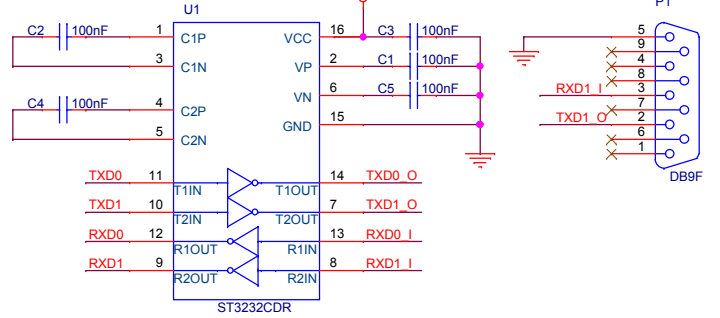 U1
P1
C2 100nF 1 C1P VCC 16 C3 100nF 5
9
3 C1N VP 2 C1 100nF 4
8
C4 100nF 4 C2P VN 6 C5 100nF RXD1_I 3
7
5 C2N GND 15 TXD1_O 2
6
1
TXD0 11 T1IN T1OUT 14 TXD0_O DB9F
TXD1 10 T2IN T2OUT 7 TXD1_O
RXD0 12 R1OUT R1IN 13 RXD0_I
RXD1 9 R2OUT R2IN 8 RXD1_I
ST3232CDR